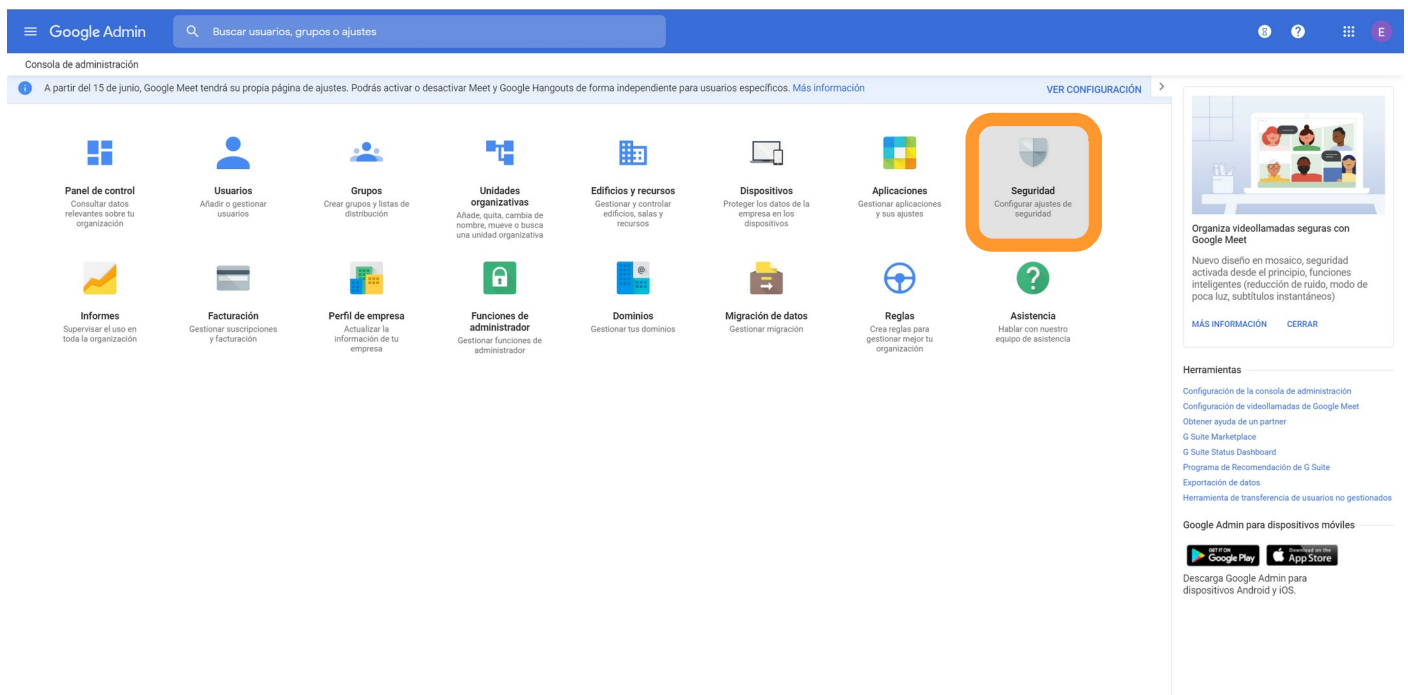 Google Admin
Buscar usuarios, grupos o ajustes
E
Consola de administración
A partir del 15 de junio, Google Meet tendrá su propia página de ajustes. Podrás activar o desactivar Meet y Google Hangouts de forma independiente para usuarios específicos. Más información
VER CONFIGURACIÓN
Panel de control
Consultar datos
relevantes sobre tu
organización
Usuarios
Añadir o gestionar
usuarios
Grupos
Crear grupos y listas de
distribución
Unidades
organizativas
Añade, quita, cambia de
nombre, mueve o busca
una unidad organizativa
Edificios y recursos
Gestionar y controlar
edificios, salas y
recursos
Dispositivos
Proteger los datos de la
empresa en los
dispositivos
Aplicaciones
Gestionar aplicaciones
y sus ajustes
Seguridad
Configurar ajustes de
seguridad
Informes
Supervisar el uso en
toda la organización
Facturación
Gestionar suscripciones
y facturación
Perfil de empresa
Actualizar la
información de tu
empresa
Funciones de
administrador
Gestionar funciones de
administrador
Dominios
Gestionar tus dominios
Migración de datos
Gestionar migración
Reglas
Crea reglas para
gestionar mejor tu
organización
Asistencia
Hablar con nuestro
equipo de asistencia
Organiza videollamadas seguras con
Google Meet
Nuevo diseño en mosaico, seguridad
activada desde el principio, funciones
inteligentes (reducción de ruido, modo de
poca luz, subtítulos instantáneos)
MÁS INFORMACIÓN CERRAR
Herramientas
Configuración de la consola de administración
Configuración de videollamadas de Google Meet
Obtener ayuda de un partner
G Suite Marketplace
G Suite Status Dashboard
Programa de Recomendación de G Suite
Exportación de datos
Herramienta de transferencia de usuarios no gestionados
Google Admin para dispositivos móviles
GET IT ON
Google Play
Download on the
App Store
Descarga Google Admin para
dispositivos Android y iOS.